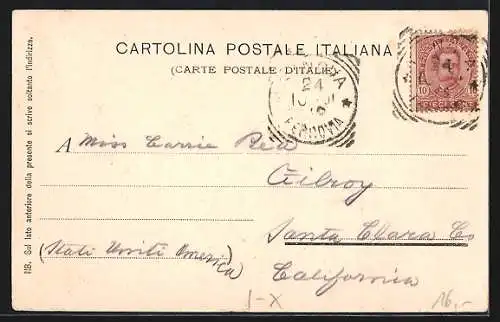 CARTOLINA POSTALE ITALIANA
(CARTE POSTALE D'ITALIE)
24
FERROVIA
10
A Miss Carrie
Gilroy
Santa Clara Co
(Stati Uniti America)
California
NB. Sul lato anteriore della presente si scrive soltanto l'indirizzo.
J-X
16,-